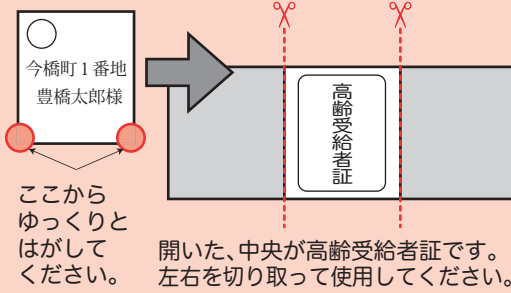 今橋町1番地
豊橋太郎様
高齢受給者証
ここから
ゆっくりと
はがして
ください。
開いた、中央が高齢受給者証です。
左右を切り取って使用してください。